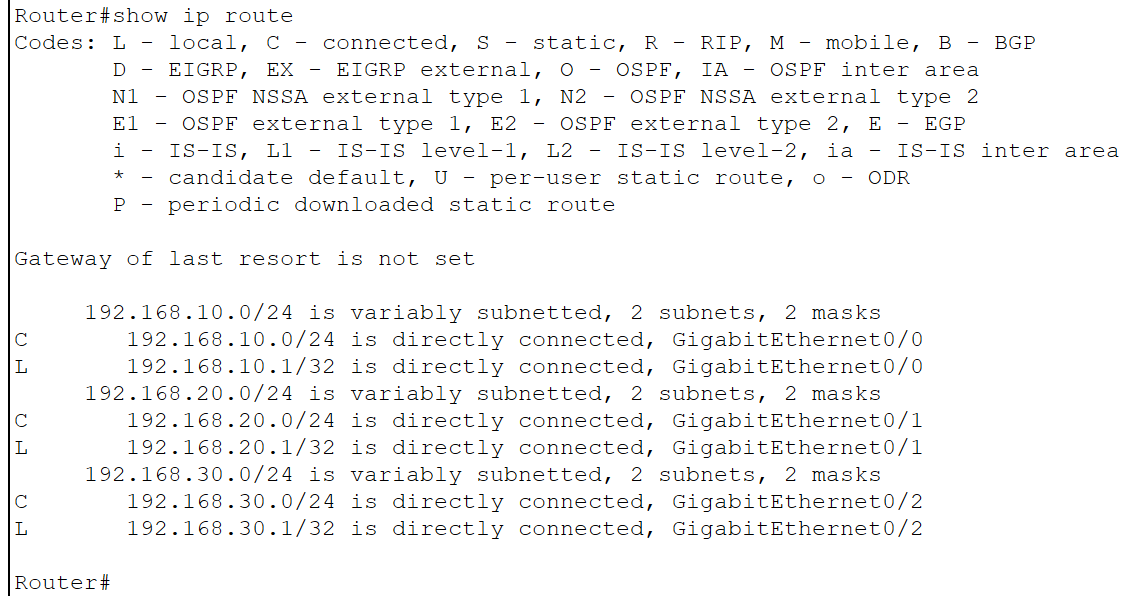 Router#show ip route
Codes: L - local, C - connected, S - static, R - RIP, M - mobile, B - BGP
       D - EIGRP, EX - EIGRP external, O - OSPF, IA - OSPF inter area
       N1 - OSPF NSSA external type 1, N2 - OSPF NSSA external type 2
       E1 - OSPF external type 1, E2 - OSPF external type 2, E - EGP
       i - IS-IS, L1 - IS-IS level-1, L2 - IS-IS level-2, ia - IS-IS inter area
       * - candidate default, U - per-user static route, o - ODR
       P - periodic downloaded static route

Gateway of last resort is not set

     192.168.10.0/24 is variably subnetted, 2 subnets, 2 masks
C       192.168.10.0/24 is directly connected, GigabitEthernet0/0
L       192.168.10.1/32 is directly connected, GigabitEthernet0/0
     192.168.20.0/24 is variably subnetted, 2 subnets, 2 masks
C       192.168.20.0/24 is directly connected, GigabitEthernet0/1
L       192.168.20.1/32 is directly connected, GigabitEthernet0/1
     192.168.30.0/24 is variably subnetted, 2 subnets, 2 masks
C       192.168.30.0/24 is directly connected, GigabitEthernet0/2
L       192.168.30.1/32 is directly connected, GigabitEthernet0/2

Router#